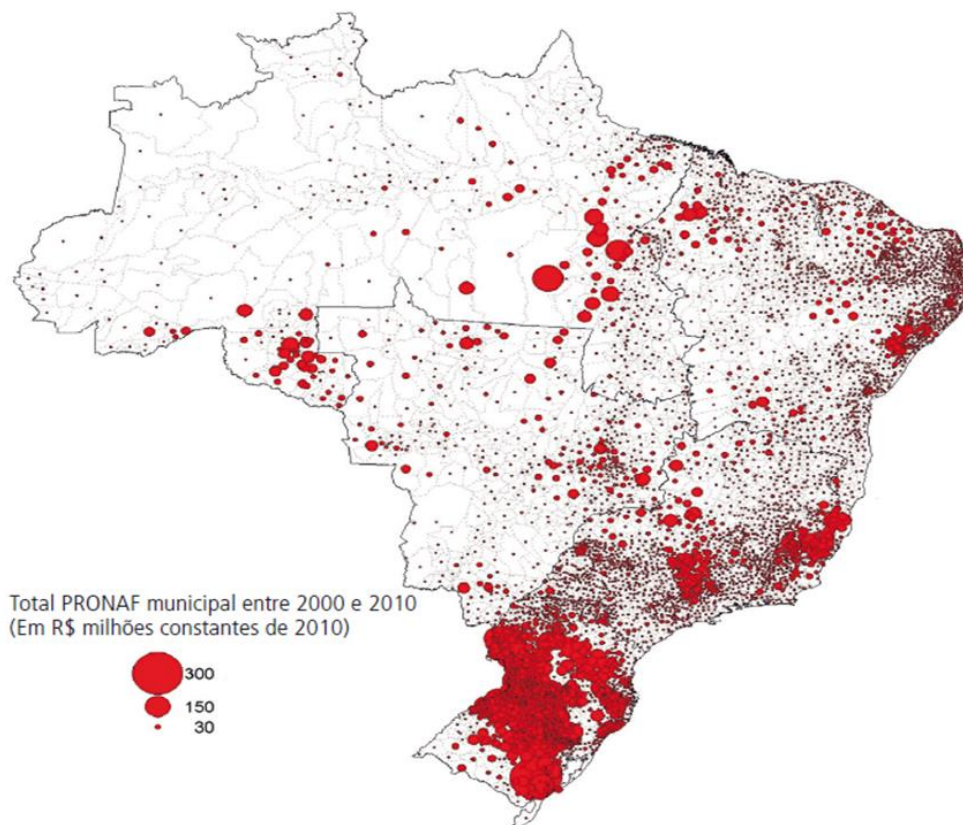 Total PRONAF municipal entre 2000 e 2010
(Em R$ milhões constantes de 2010)
300
150
30